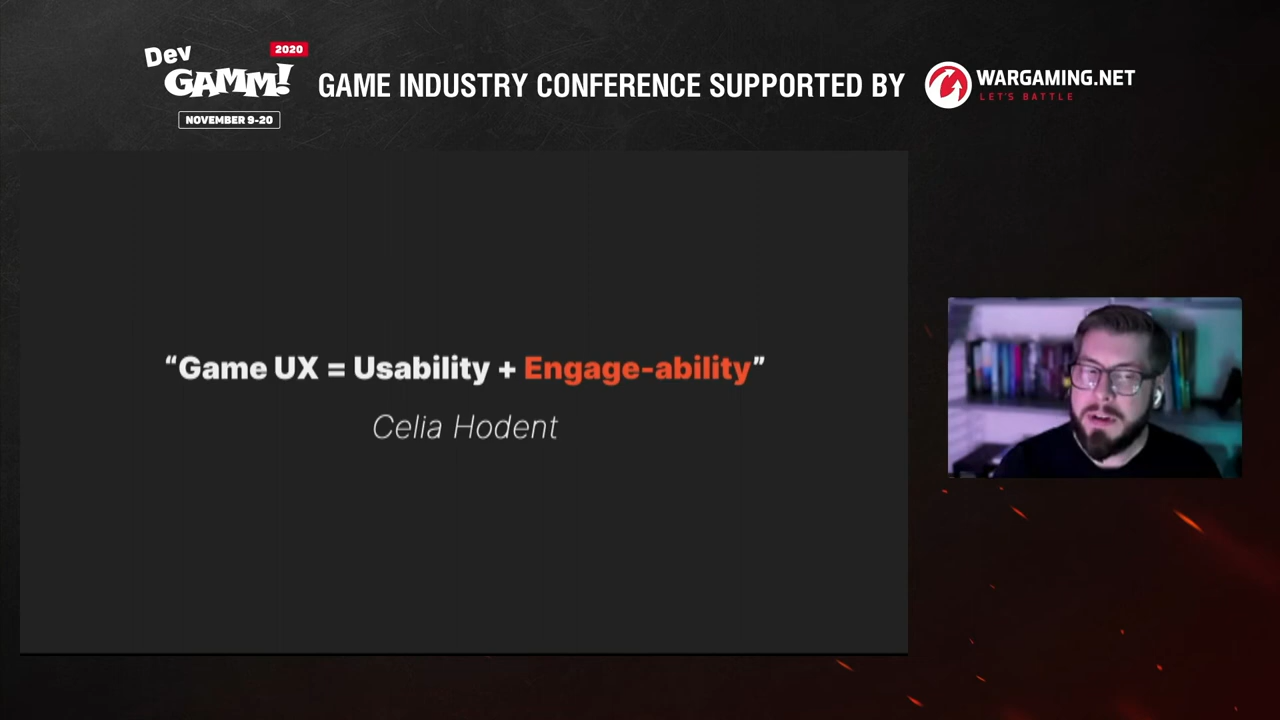 Dev
GAMM!
2020
NOVEMBER 9-20
GAME INDUSTRY CONFERENCE SUPPORTED BY
WARGAMING.NET
LET'S BATTLE
“Game UX = Usability + Engage-ability”
Celia Hodent